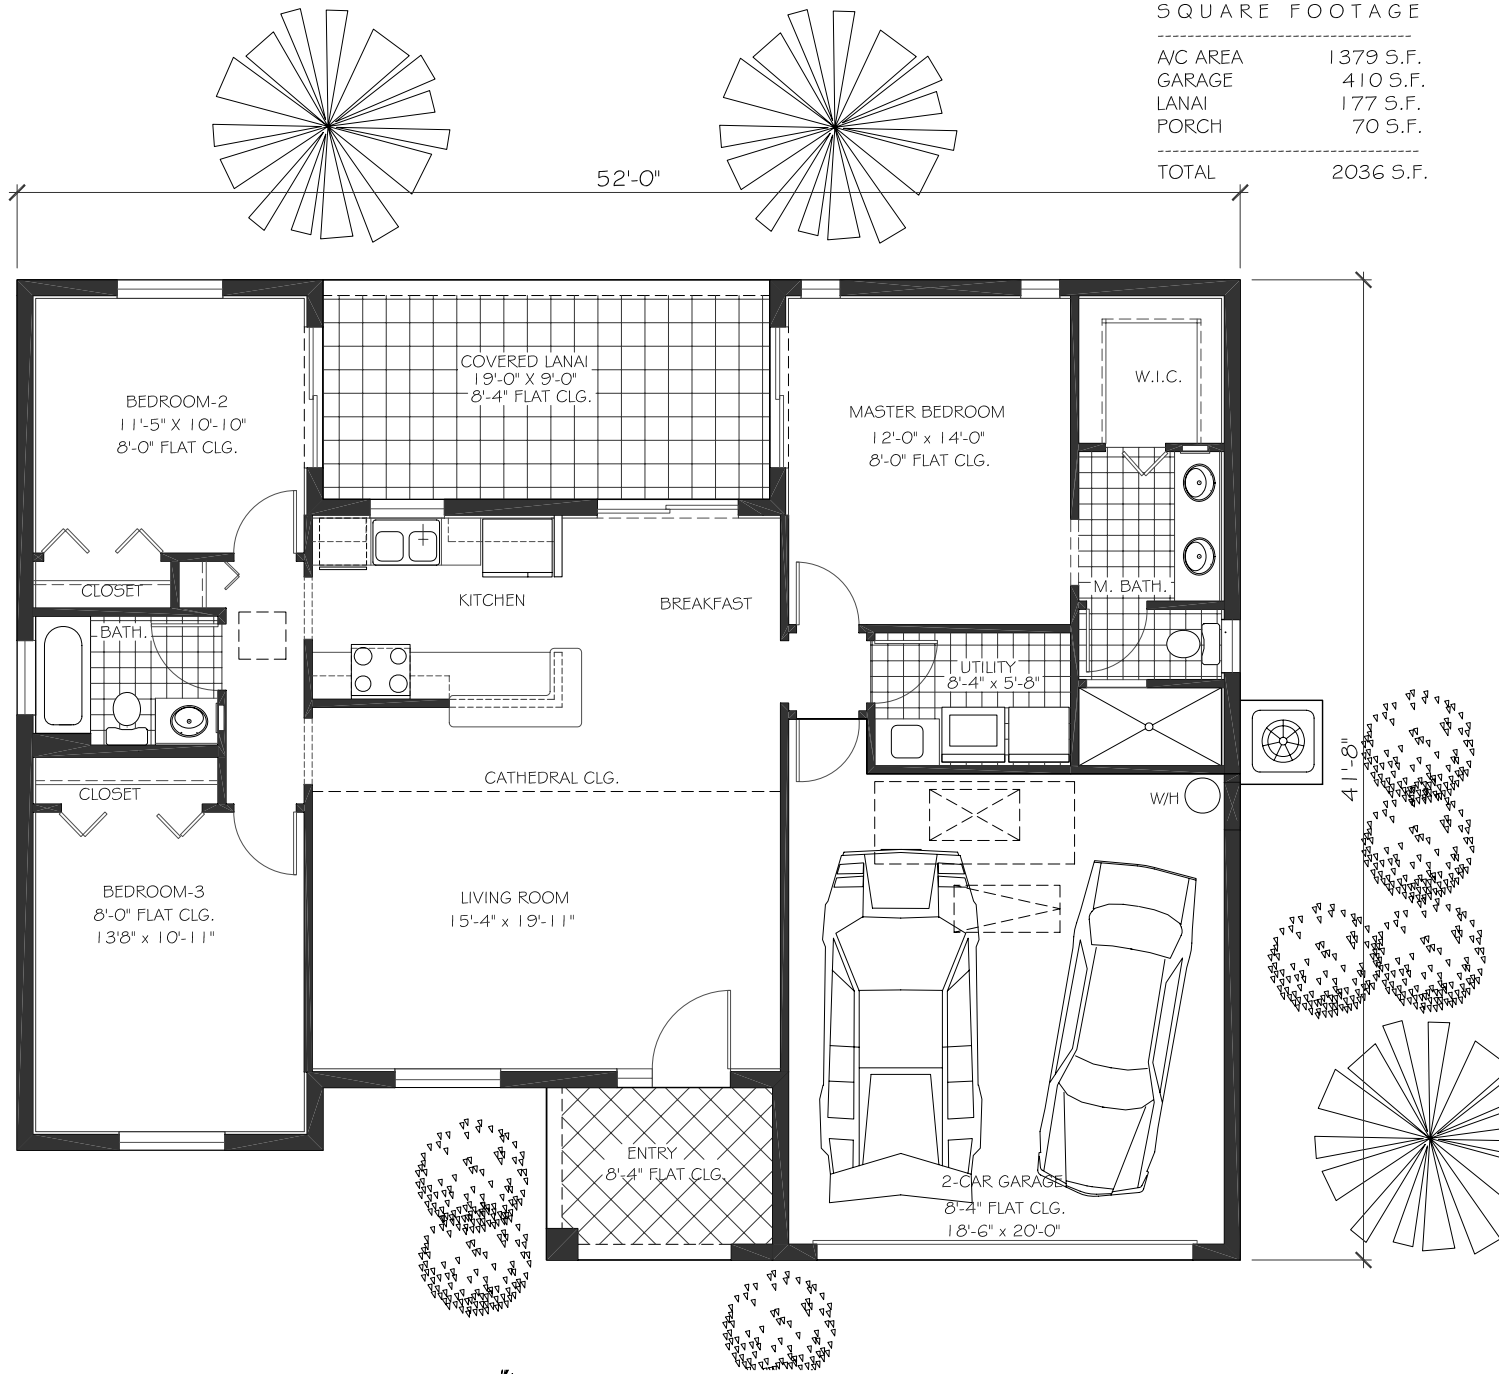 SQUARE FOOTAGE
A/C AREA 1379 S.F.
GARAGE 410 S.F.
LANAI 177 S.F.
PORCH 70 S.F.
TOTAL 2036 S.F.
52'-0"
COVERED LANAI
19'-0" X 9'-0"
8'-4" FLAT CLG.
BEDROOM-2
11'-5" X 10'-10"
8'-0" FLAT CLG.
MASTER BEDROOM
12'-0" x 14'-0"
8'-0" FLAT CLG.
W.I.C.
CLOSET
KITCHEN
BREAKFAST
M. BATH.
BATH.
UTILITY
8'-4" x 5'-8"
41'-8"
CATHEDRAL CLG.
CLOSET
W/H
BEDROOM-3
8'-0" FLAT CLG.
13'8" x 10'-11"
LIVING ROOM
15'-4" x 19'-11"
ENTRY
8'-4" FLAT CLG.
2-CAR GARAGE
8'-4" FLAT CLG.
18'-6" x 20'-0"